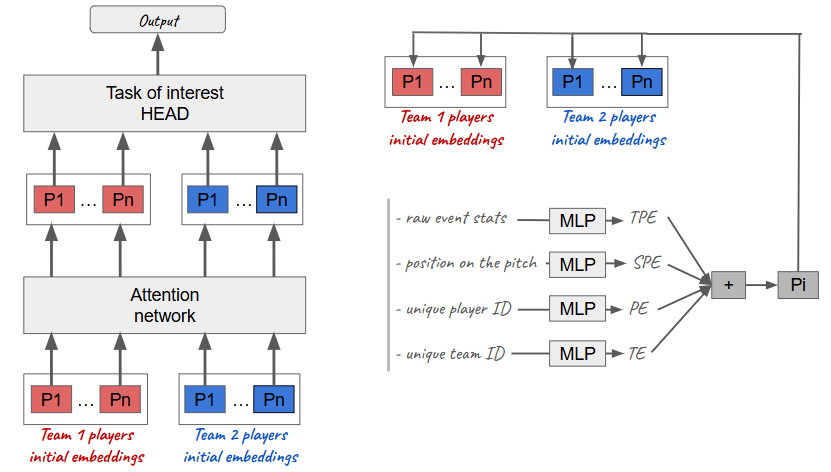 Output
Task of interest
HEAD
P1 ... Pn P1 ... Pn
Attention
network
P1 ... Pn P1 ... Pn
Team 1 players
initial embeddings
Team 2 players
initial embeddings
P1 ... Pn P1 ... Pn
Team 1 players
initial embeddings
Team 2 players
initial embeddings
- raw event stats MLP TPE
- position on the pitch MLP SPE
- unique player ID MLP PE
- unique team ID MLP TE
+ Pi